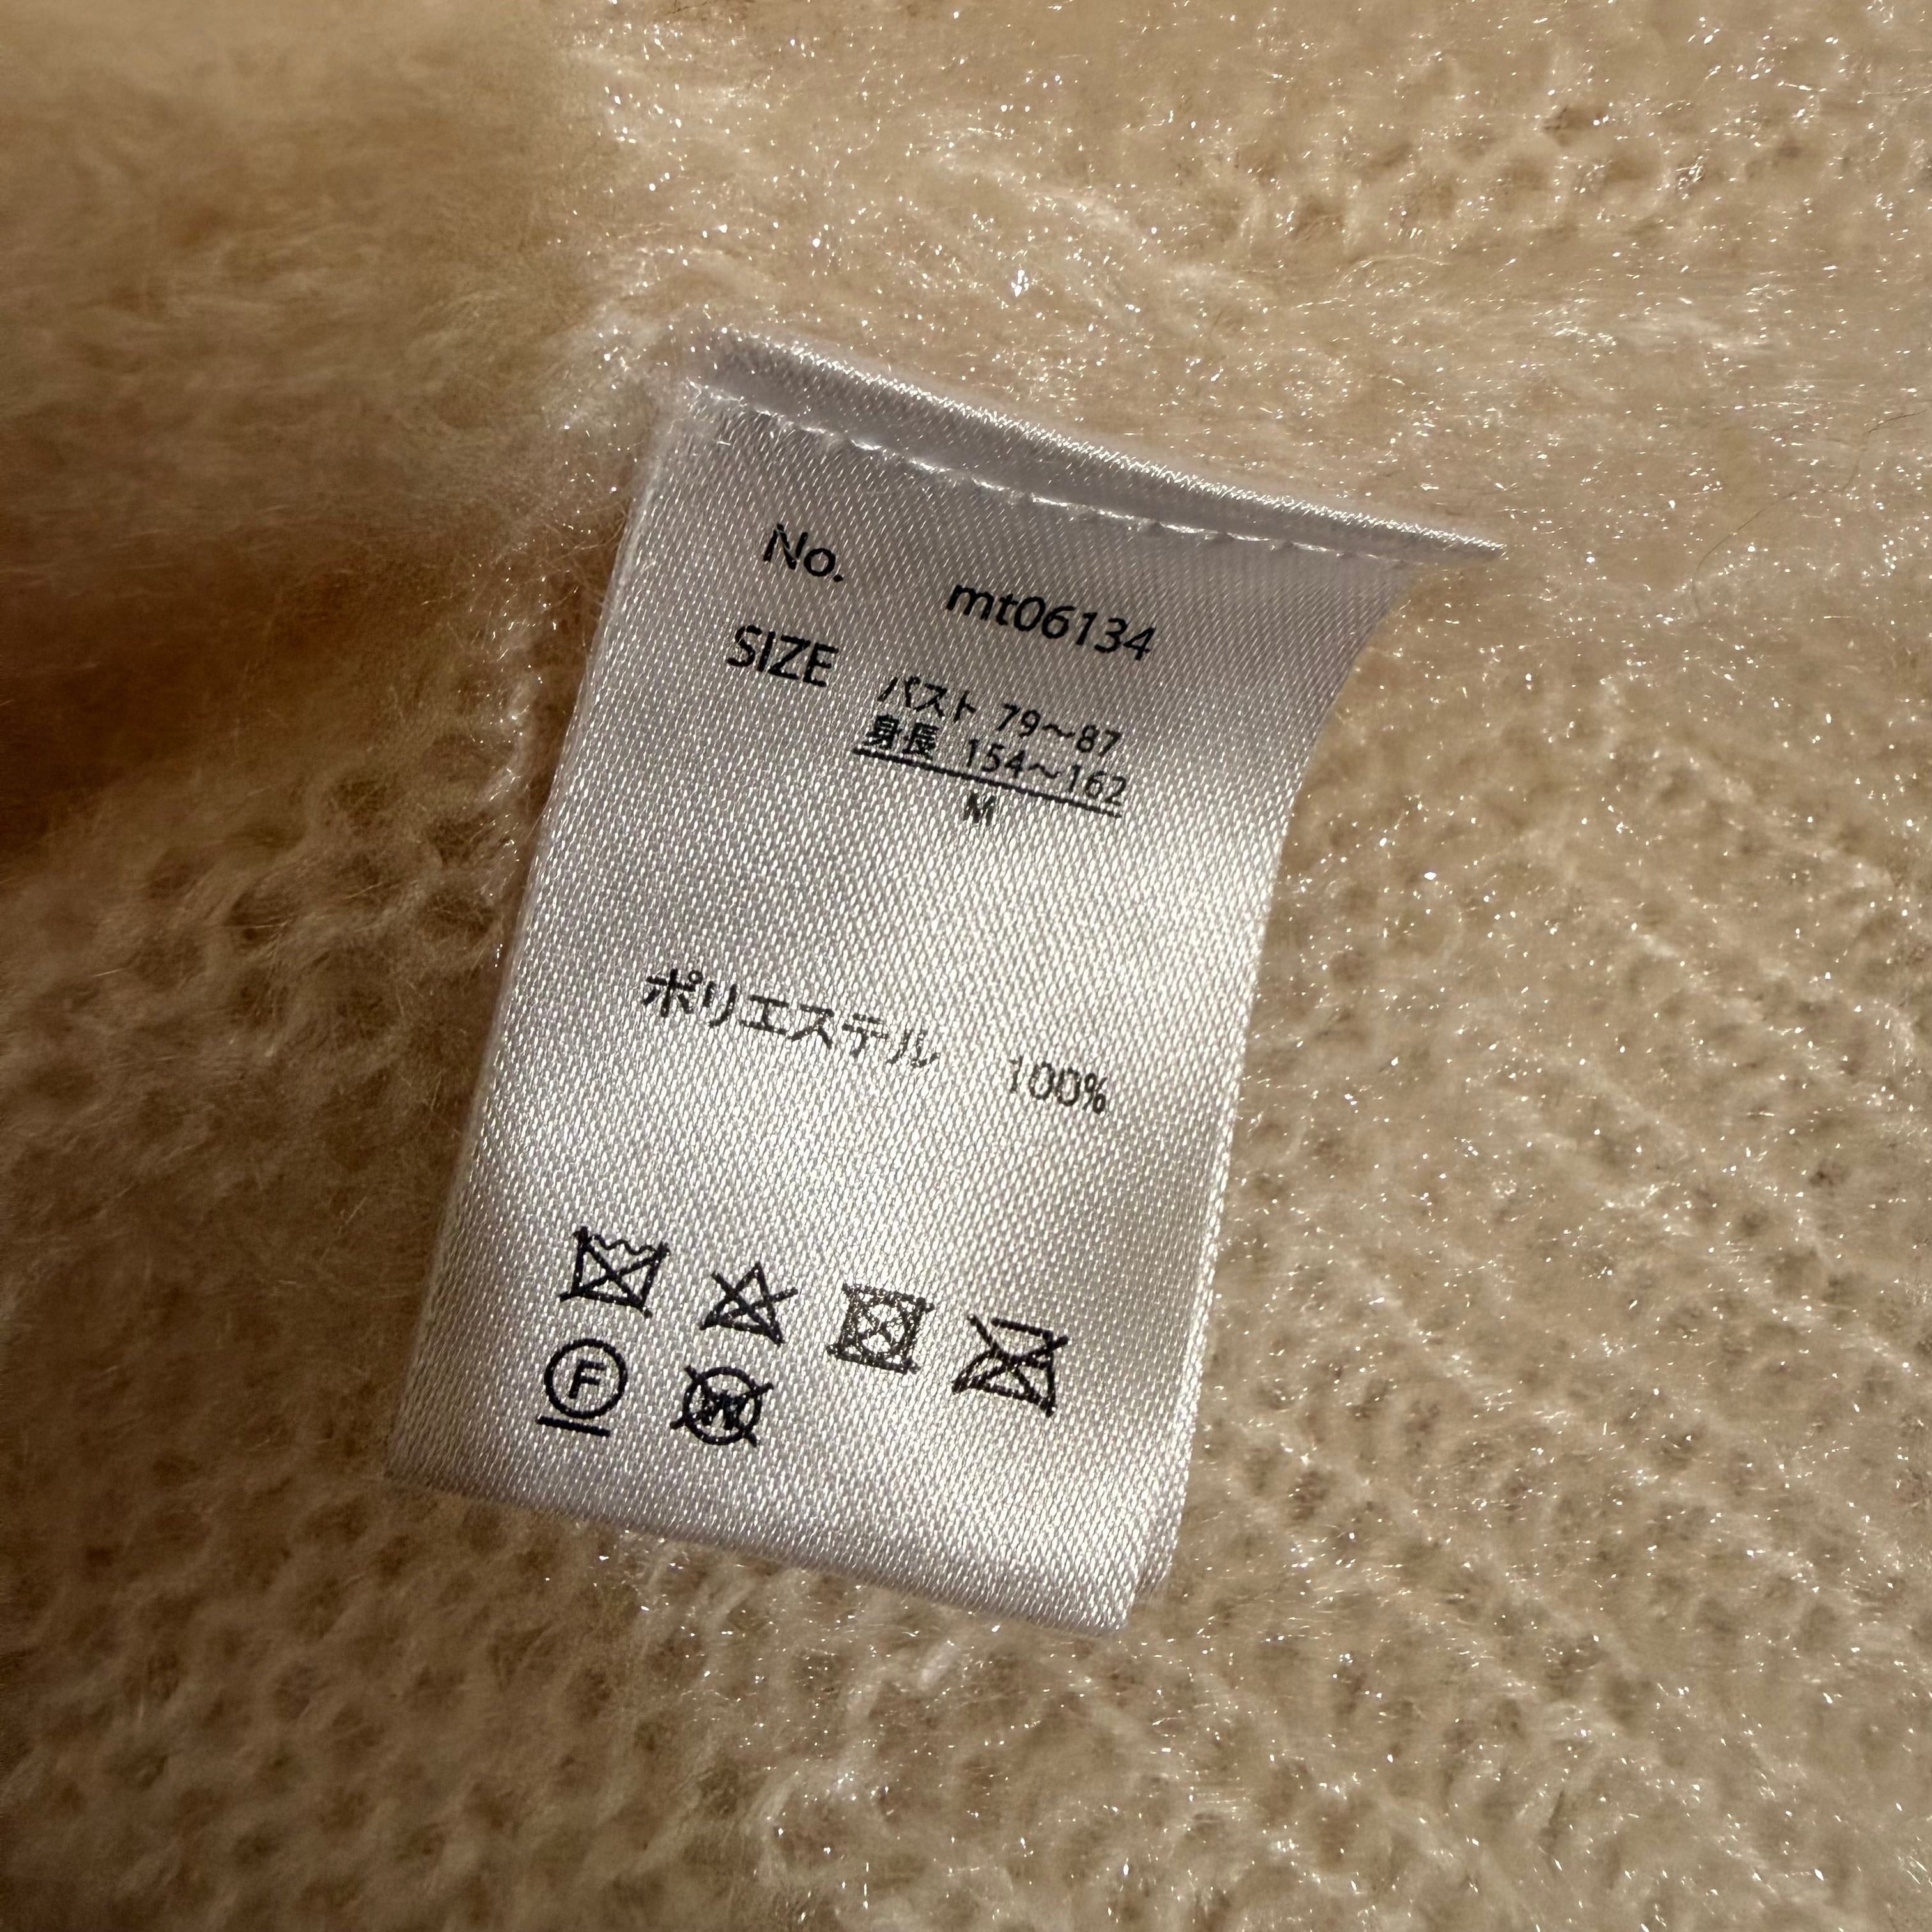 No. mt06134
SIZE バスト 79〜87
身長 154〜162
M
ポリエステル 100%
F W